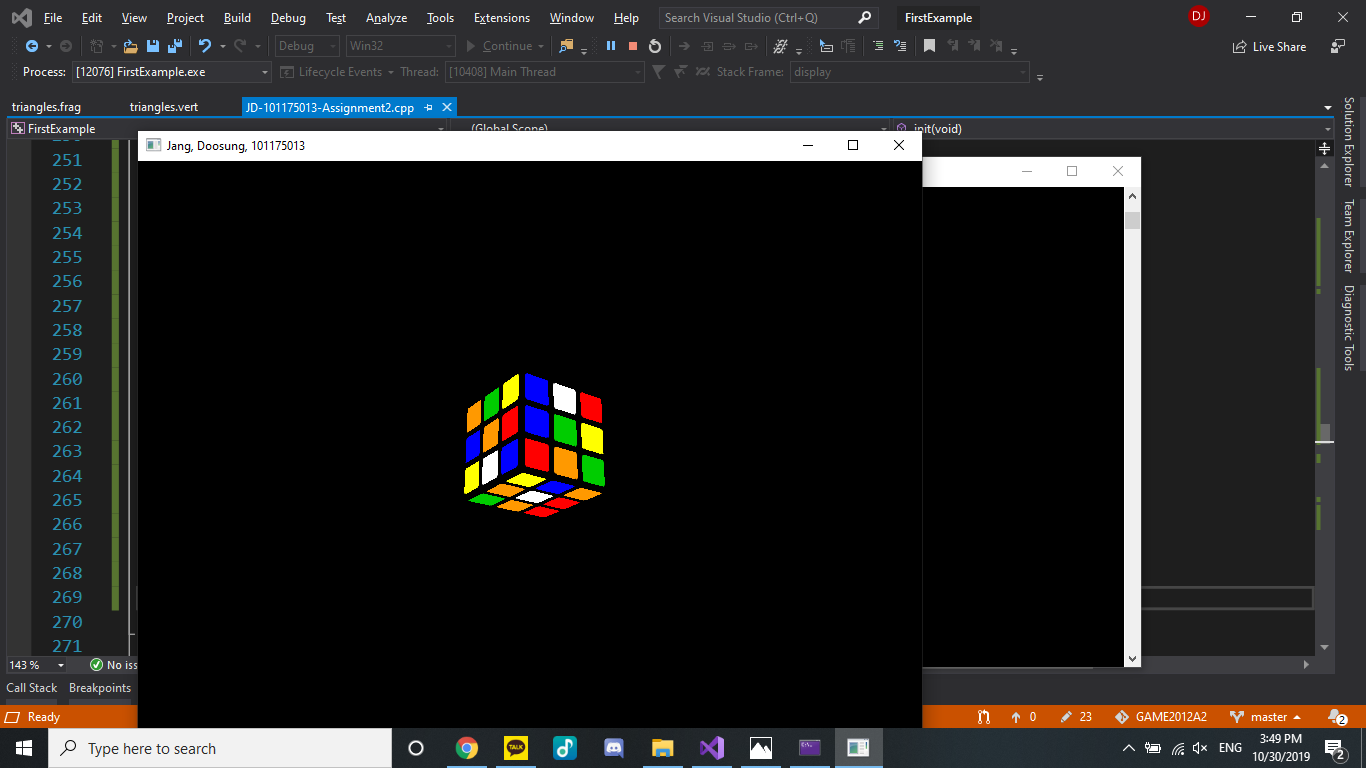 File Edit View Project Build Debug Test Analyze Tools Extensions Window Help Search Visual Studio (Ctrl+Q) FirstExample DJ
Debug Win32 Continue Live Share
Process: [12076] FirstExample.exe Lifecycle Events Thread: [10408] Main Thread Stack Frame: display
triangles.frag triangles.vert JD-101175013-Assignment2.cpp
FirstExample (Global Scope) init(void)
Jang, Doosung, 101175013
251
252
253
254
255
256
257
258
259
260
261
262
263
264
265
266
267
268
269
270
271
Solution Explorer
Team Explorer
Diagnostic Tools
143 % No iss
Call Stack Breakpoints
Ready 0 23 GAME2012A2 master 2
Type here to search TALK ENG 3:49 PM
10/30/2019 2